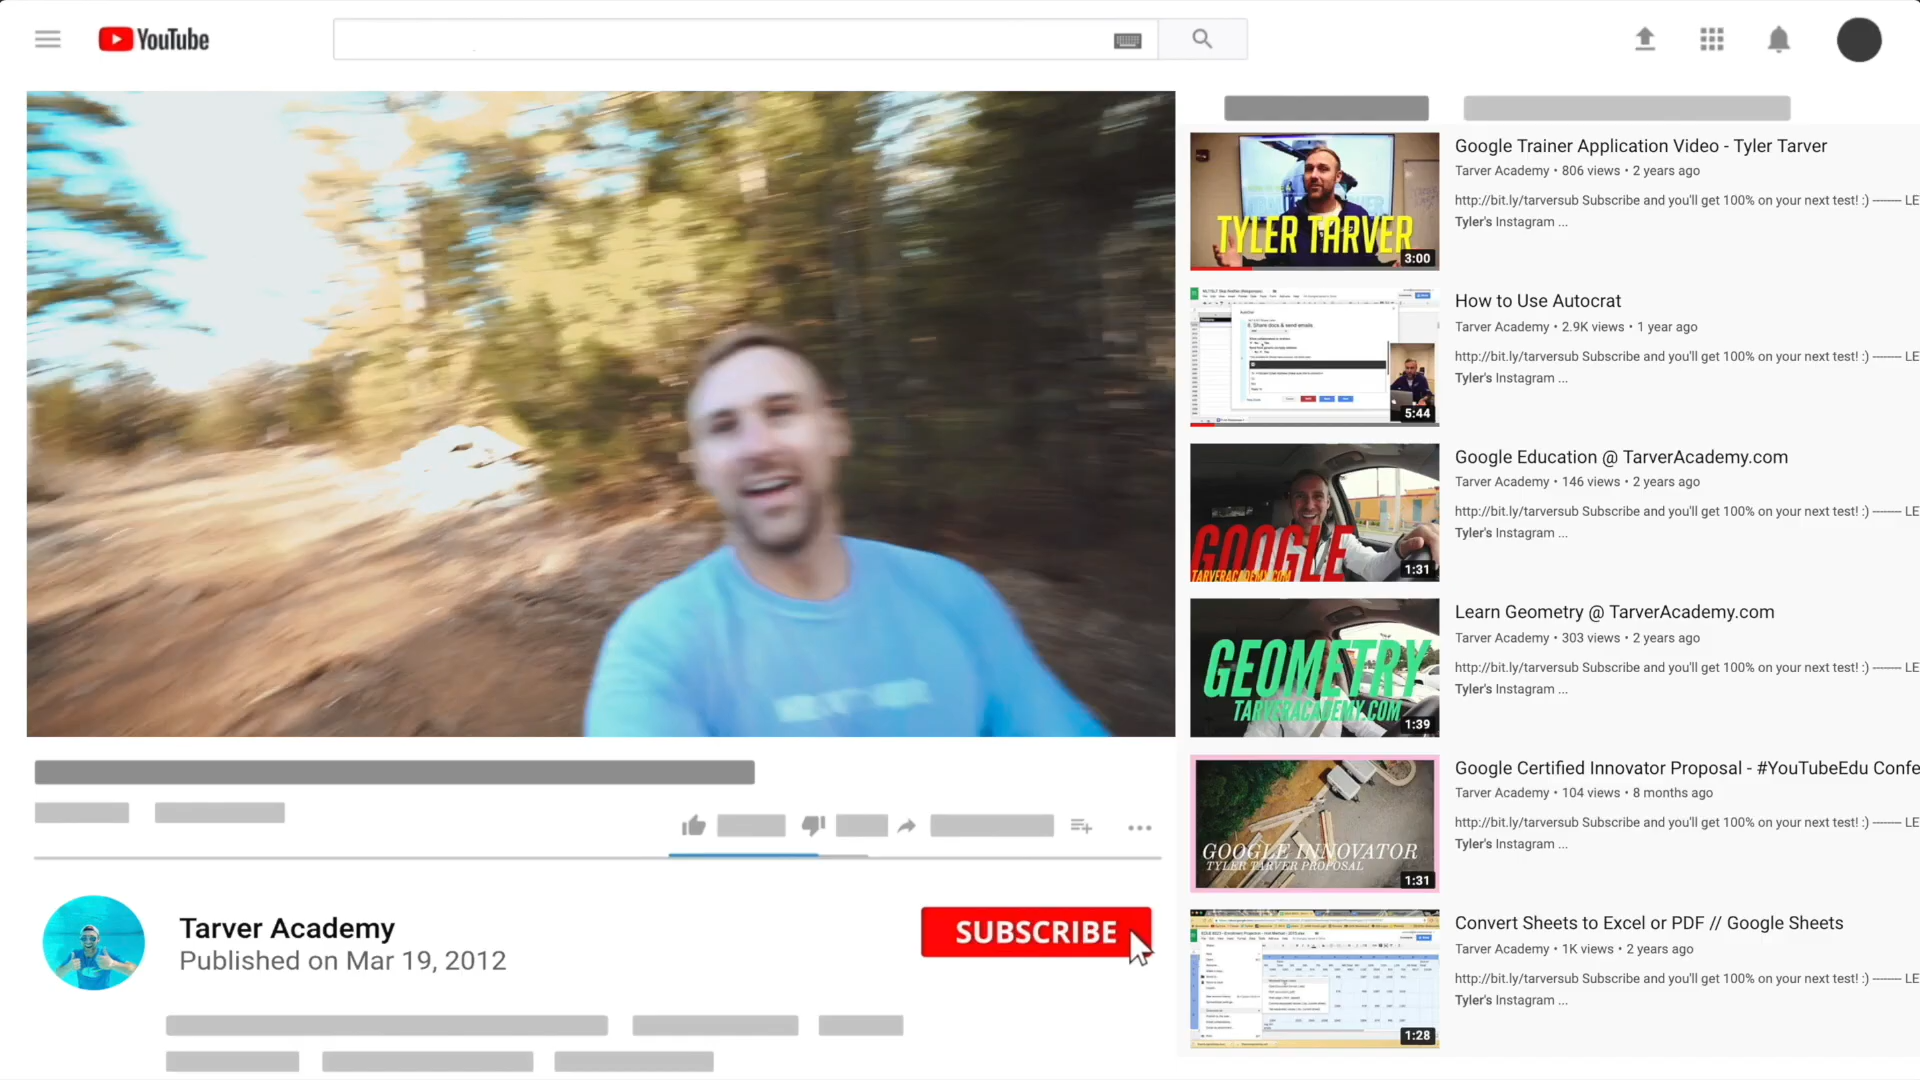 YouTube
Google Trainer Application Video - Tyler Tarver
Tarver Academy • 806 views • 2 years ago
http://bit.ly/tarversub Subscribe and you'll get 100% on your next test! :) -------- LE
Tyler's Instagram ...
TYLER TARVER
3:00
How to Use Autocrat
Tarver Academy • 2.9K views • 1 year ago
http://bit.ly/tarversub Subscribe and you'll get 100% on your next test! :) -------- LE
Tyler's Instagram ...
8. Share docs & send emails
5:44
Google Education @ TarverAcademy.com
Tarver Academy • 146 views • 2 years ago
http://bit.ly/tarversub Subscribe and you'll get 100% on your next test! :) -------- LE
Tyler's Instagram ...
GOOGLE
TARVERACADEMY.COM
1:31
Learn Geometry @ TarverAcademy.com
Tarver Academy • 303 views • 2 years ago
http://bit.ly/tarversub Subscribe and you'll get 100% on your next test! :) -------- LE
Tyler's Instagram ...
GEOMETRY
TARVERACADEMY.COM
1:39
Google Certified Innovator Proposal - #YouTubeEdu Confe
Tarver Academy • 104 views • 8 months ago
http://bit.ly/tarversub Subscribe and you'll get 100% on your next test! :) -------- LE
Tyler's Instagram ...
GOOGLE INNOVATOR
TYLER TARVER PROPOSAL
1:31
Convert Sheets to Excel or PDF // Google Sheets
Tarver Academy • 1K views • 2 years ago
http://bit.ly/tarversub Subscribe and you'll get 100% on your next test! :) -------- LE
Tyler's Instagram ...
1:28
Tarver Academy
Published on Mar 19, 2012
SUBSCRIBE